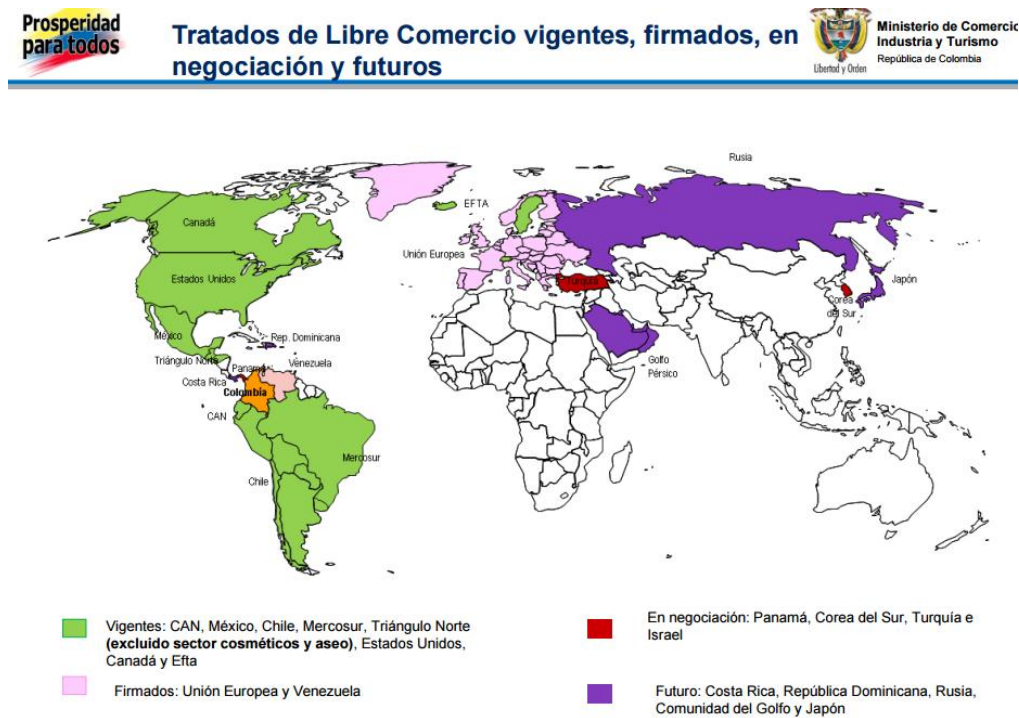 Prosperidad
para todos
Tratados de Libre Comercio vigentes, firmados, en
negociación y futuros
Libertad y Orden
Ministerio de Comercio
Industria y Turismo
República de Colombia
Rusia
Canadá
EFTA
Unión Europea
Estados Unidos
Turquía
Japón
Corea
del Sur
México
Rep. Dominicana
Triángulo Norte
Panamá
Venezuela
Golfo
Pérsico
Costa Rica
Colombia
CAN
Mercosur
Chile
Vigentes: CAN, México, Chile, Mercosur, Triángulo Norte
(excluido sector cosméticos y aseo), Estados Unidos,
Canadá y Efta
Firmados: Unión Europea y Venezuela
En negociación: Panamá, Corea del Sur, Turquía e
Israel
Futuro: Costa Rica, República Dominicana, Rusia,
Comunidad del Golfo y Japón